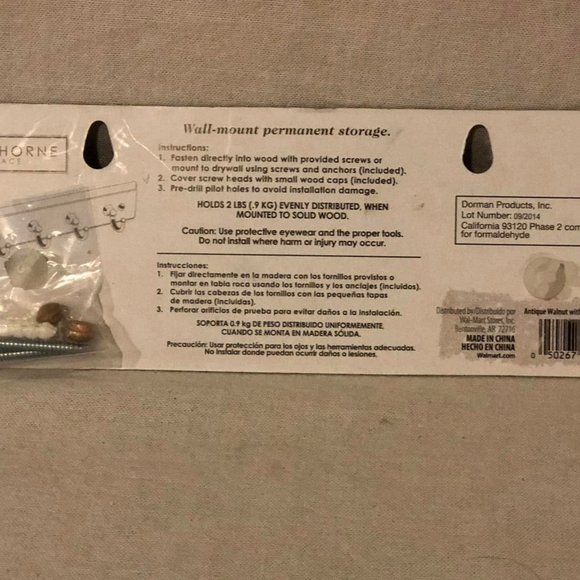 HORNE
ACE
Wall-mount permanent storage.
Instructions:
1. Fasten directly into wood with provided screws or
mount to drywall using screws and anchors (included).
2. Cover screw heads with small wood caps (included).
3. Pre-drill pilot holes to avoid installation damage.
HOLDS 2 LBS (.9 KG) EVENLY DISTRIBUTED, WHEN
MOUNTED TO SOLID WOOD.
Caution: Use protective eyewear and the proper tools.
Do not install where harm or injury may occur.
Instrucciones:
1. Fijar directamente en la madera con los tornillos provistos o
montar en tabla roca usando los tornillos y los anclajes (incluidos).
2. Cubrir las cabezas de los tornillos con las pequeñas tapas
de madera (incluidas).
3. Perforar orificios de prueba para evitar daños a la instalación.
SOPORTA 0.9 kg DE PESO DISTRIBUIDO UNIFORMEMENTE,
CUANDO SE MONTA EN MADERA SÓLIDA.
Precaución: Usar protección para los ojos y las herramientas adecuadas.
No instalar donde puedan ocurrir daños o lesiones.
Dorman Products, Inc.
Lot Number: 09/2014
California 93120 Phase 2 com
for formaldehyde
Distributed by/Distribuido por
Wal-Mart Stores, Inc.
Bentonville, AR 72716
MADE IN CHINA
HECHO EN CHINA
Walmart.com
Antique Walnut with
0 50267